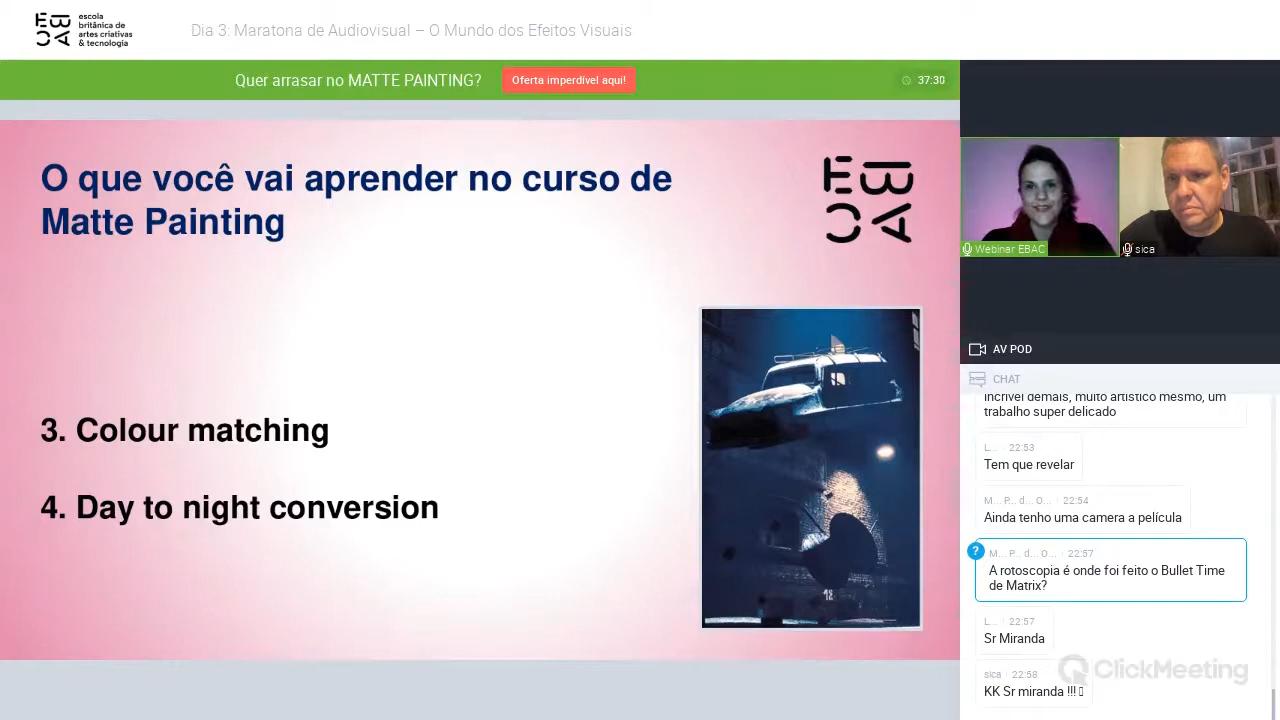 escola
britânica de
artes criativas
& tecnologia
Dia 3: Maratona de Audiovisual – O Mundo dos Efeitos Visuais
Quer arrasar no MATTE PAINTING?
Oferta imperdível aqui!
37:30
O que você vai aprender no curso de
Matte Painting
3. Colour matching
4. Day to night conversion
EBAC
Webinar EBAC
sica
AV POD
CHAT
incrível demais, muito artístico mesmo, um
trabalho super delicado
L... 22:53
Tem que revelar
M... P... d... O... 22:54
Ainda tenho uma camera a película
?
M... P... d... O... 22:57
A rotoscopia é onde foi feito o Bullet Time
de Matrix?
L... 22:57
Sr Miranda
sica 22:58
KK Sr miranda !!!
ClickMeeting